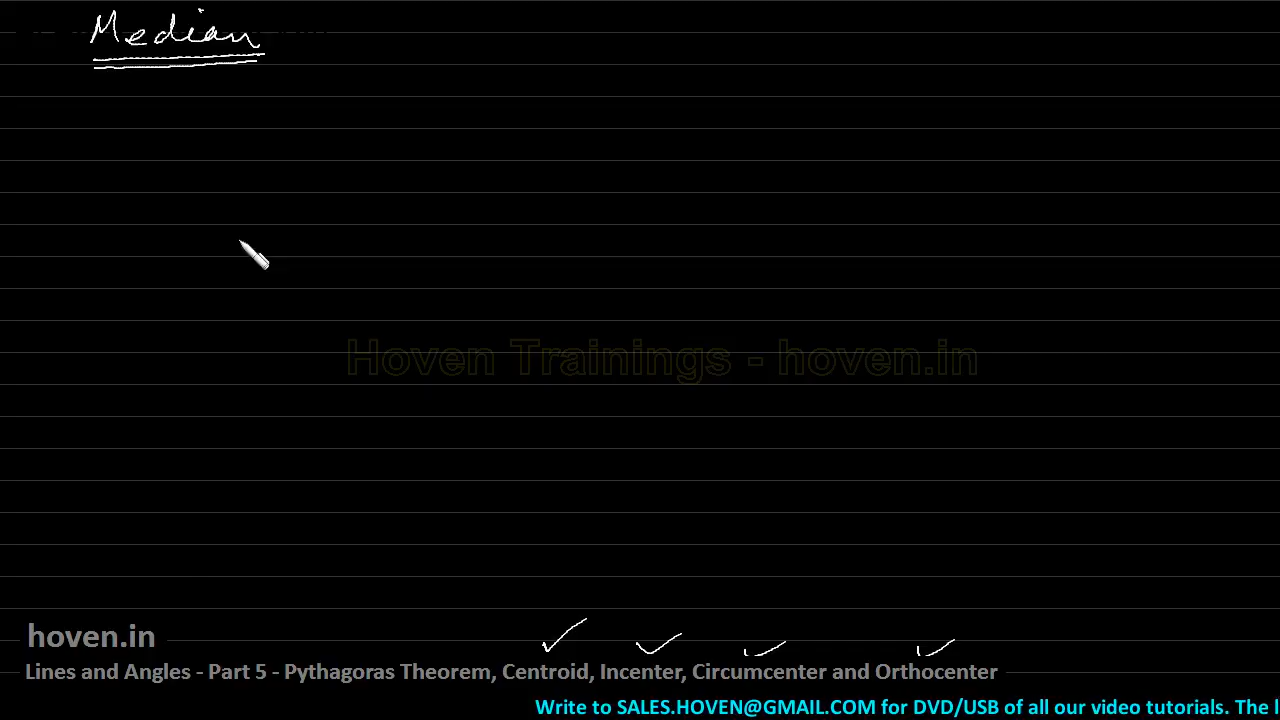 Median
Hoven Trainings - hoven.in
hoven.in
Lines and Angles - Part 5 - Pythagoras Theorem, Centroid, Incenter, Circumcenter and Orthocenter
Write to SALES.HOVEN@GMAIL.COM for DVD/USB of all our video tutorials. The